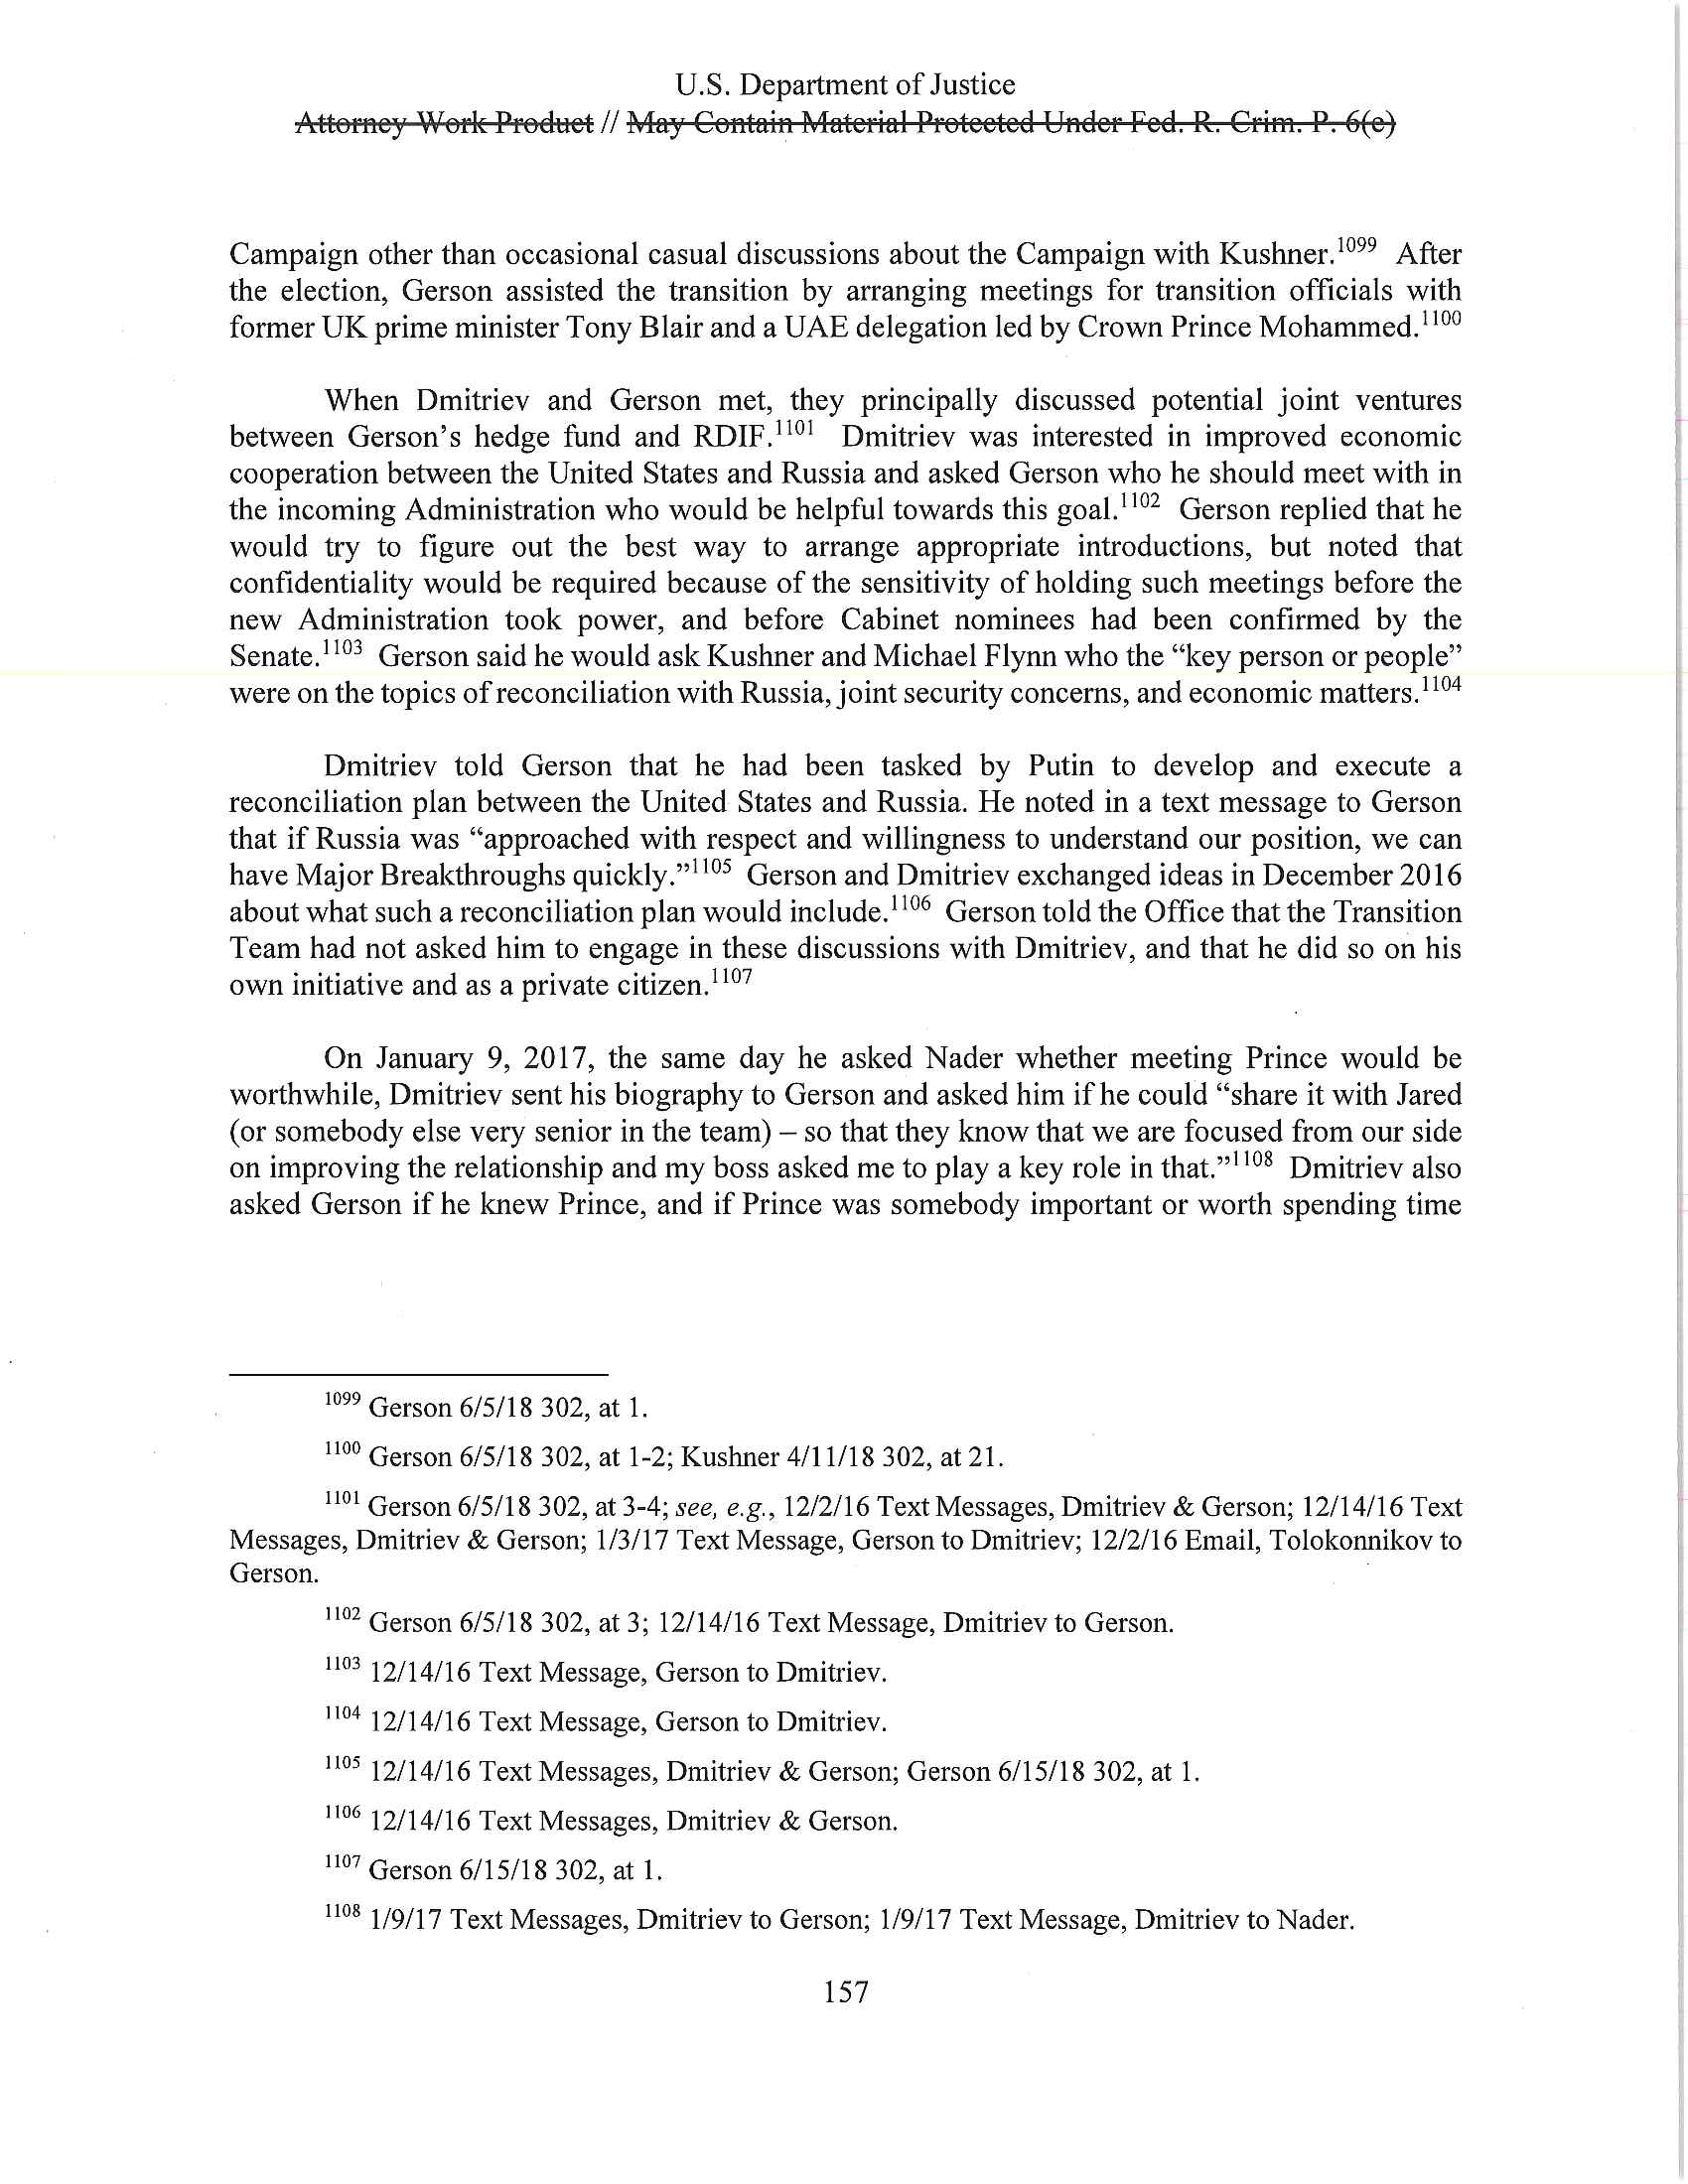 U.S. Department of Justice
Attorney Work Product // May Contain Material Protected Under Fed. R. Crim. P. 6(e)
Campaign other than occasional casual discussions about the Campaign with Kushner.1099 After
the election, Gerson assisted the transition by arranging meetings for transition officials with
former UK prime minister Tony Blair and a UAE delegation led by Crown Prince Mohammed.1100
When Dmitriev and Gerson met, they principally discussed potential joint ventures
between Gerson’s hedge fund and RDIF.1101 Dmitriev was interested in improved economic
cooperation between the United States and Russia and asked Gerson who he should meet with in
the incoming Administration who would be helpful towards this goal.1102 Gerson replied that he
would try to figure out the best way to arrange appropriate introductions, but noted that
confidentiality would be required because of the sensitivity of holding such meetings before the
new Administration took power, and before Cabinet nominees had been confirmed by the
Senate.1103 Gerson said he would ask Kushner and Michael Flynn who the “key person or people”
were on the topics of reconciliation with Russia, joint security concerns, and economic matters.1104
Dmitriev told Gerson that he had been tasked by Putin to develop and execute a
reconciliation plan between the United States and Russia. He noted in a text message to Gerson
that if Russia was “approached with respect and willingness to understand our position, we can
have Major Breakthroughs quickly.”1105 Gerson and Dmitriev exchanged ideas in December 2016
about what such a reconciliation plan would include.1106 Gerson told the Office that the Transition
Team had not asked him to engage in these discussions with Dmitriev, and that he did so on his
own initiative and as a private citizen.1107
On January 9, 2017, the same day he asked Nader whether meeting Prince would be
worthwhile, Dmitriev sent his biography to Gerson and asked him if he could “share it with Jared
(or somebody else very senior in the team) – so that they know that we are focused from our side
on improving the relationship and my boss asked me to play a key role in that.”1108 Dmitriev also
asked Gerson if he knew Prince, and if Prince was somebody important or worth spending time
1099 Gerson 6/5/18 302, at 1.
1100 Gerson 6/5/18 302, at 1-2; Kushner 4/11/18 302, at 21.
1101 Gerson 6/5/18 302, at 3-4; see, e.g., 12/2/16 Text Messages, Dmitriev & Gerson; 12/14/16 Text
Messages, Dmitriev & Gerson; 1/3/17 Text Message, Gerson to Dmitriev; 12/2/16 Email, Tolokonnikov to
Gerson.
1102 Gerson 6/5/18 302, at 3; 12/14/16 Text Message, Dmitriev to Gerson.
1103 12/14/16 Text Message, Gerson to Dmitriev.
1104 12/14/16 Text Message, Gerson to Dmitriev.
1105 12/14/16 Text Messages, Dmitriev & Gerson; Gerson 6/15/18 302, at 1.
1106 12/14/16 Text Messages, Dmitriev & Gerson.
1107 Gerson 6/15/18 302, at 1.
1108 1/9/17 Text Messages, Dmitriev to Gerson; 1/9/17 Text Message, Dmitriev to Nader.
157